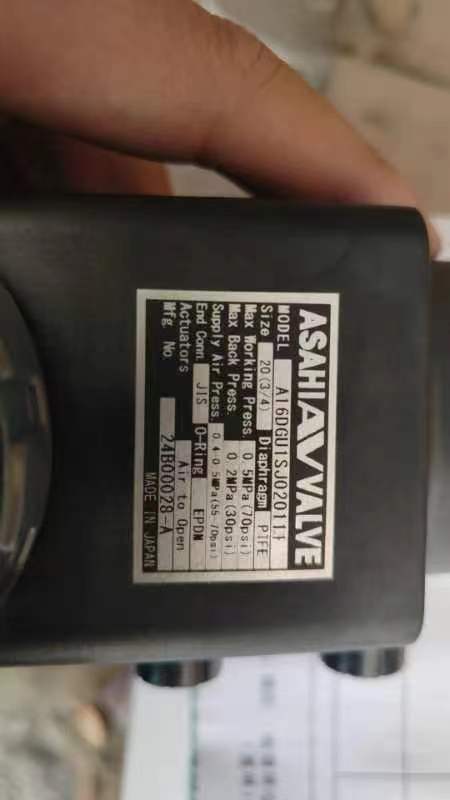 ASAHI AV VALVE
MODEL A16DGU1SJ020111
Size 20(3/4) Diaphragm PTFE
Max Working Press. 0.5MPa(70psi)
Max Back Press. 0.2MPa(30psi)
Supply Air Press. 0.4-0.5MPa(55-70psi)
End Conn. JIS O-Ring EPDM
Actuators Air to Open
Mfg. No. 24B00028-A
MADE IN JAPAN